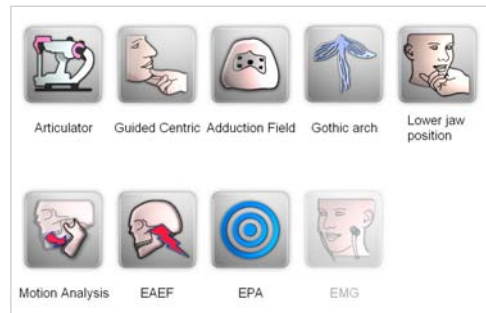 Articulator
Guided Centric
Adduction Field
Gothic arch
Lower jaw
position
Motion Analysis
EAEF
EPA
EMG